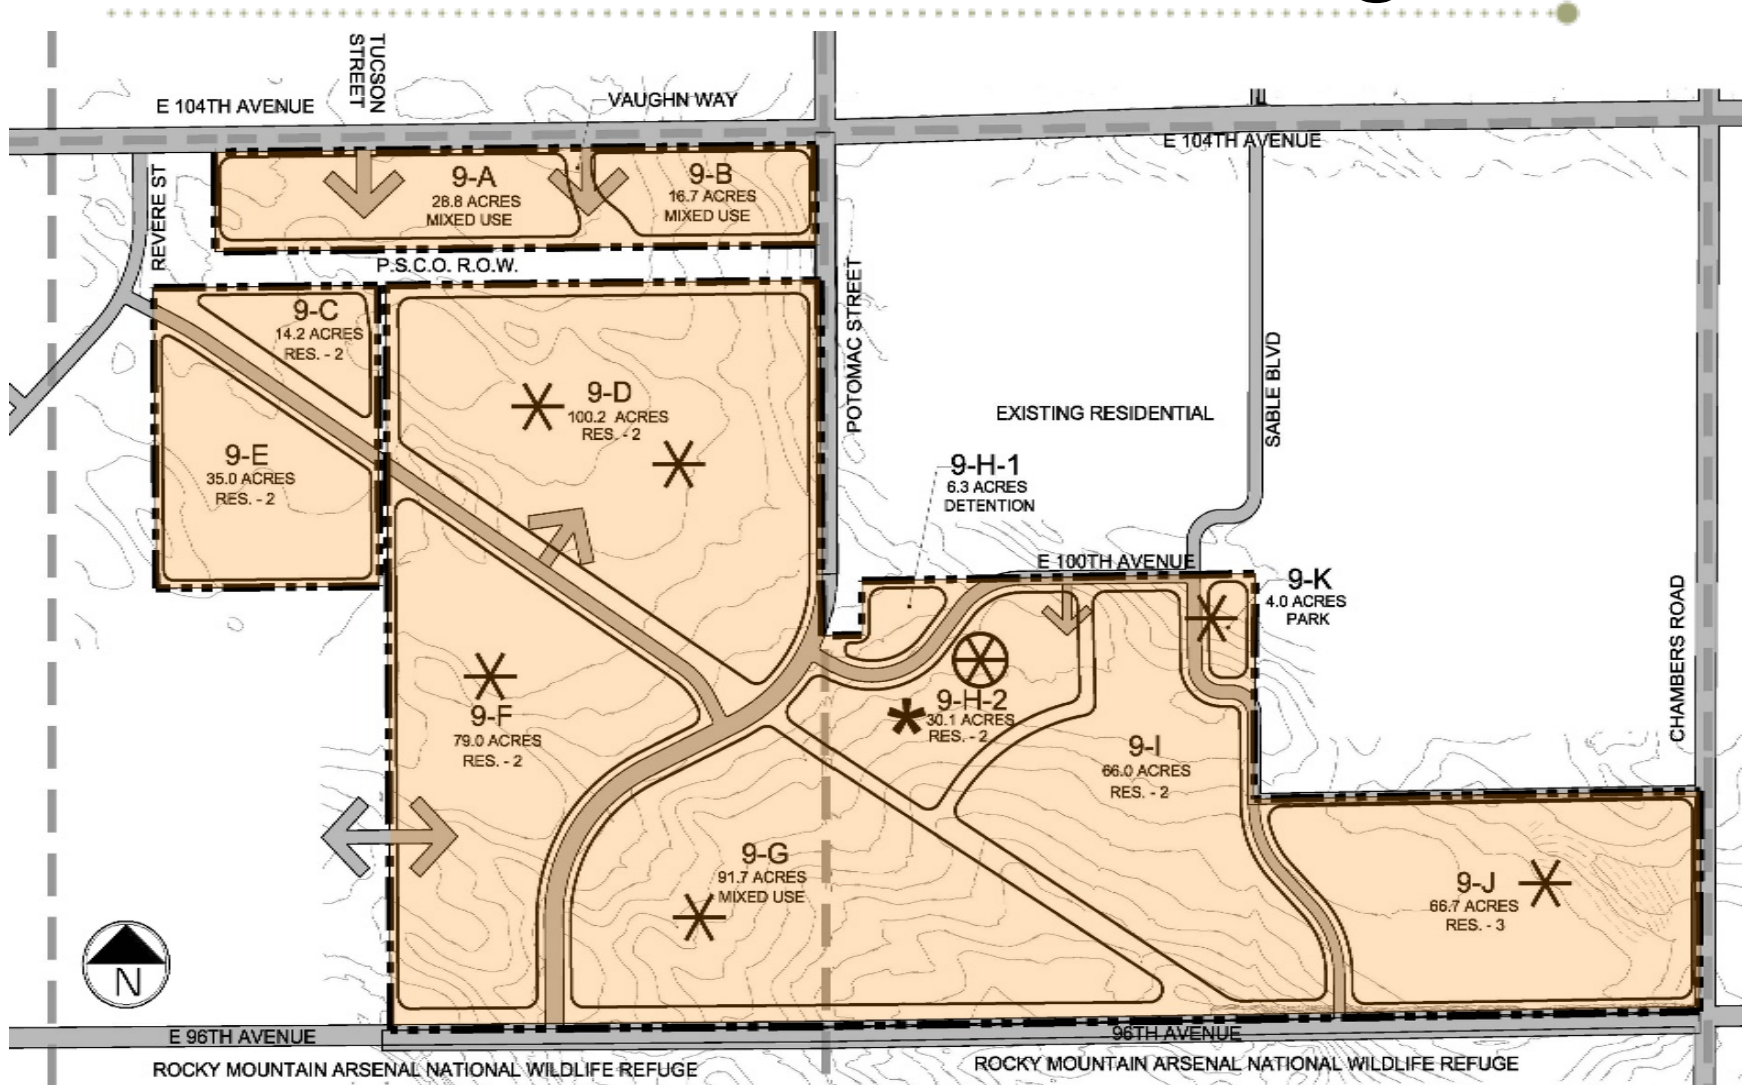 TUCSON
STREET
E 104TH AVENUE
VAUGHN WAY
E 104TH AVENUE
REVERE ST
9-A
28.8 ACRES
MIXED USE
9-B
16.7 ACRES
MIXED USE
P.S.C.O. R.O.W.
POTOMAC STREET
9-C
14.2 ACRES
RES. - 2
SABLE BLVD
9-D
100.2 ACRES
RES. - 2
EXISTING RESIDENTIAL
9-E
35.0 ACRES
RES. - 2
9-H-1
6.3 ACRES
DETENTION
E 100TH AVENUE
9-K
4.0 ACRES
PARK
CHAMBERS ROAD
9-F
79.0 ACRES
RES. - 2
9-H-2
30.1 ACRES
RES. - 2
9-I
66.0 ACRES
RES. - 2
9-G
91.7 ACRES
MIXED USE
9-J
66.7 ACRES
RES. - 3
N
E 96TH AVENUE
96TH AVENUE
ROCKY MOUNTAIN ARSENAL NATIONAL WILDLIFE REFUGE
ROCKY MOUNTAIN ARSENAL NATIONAL WILDLIFE REFUGE